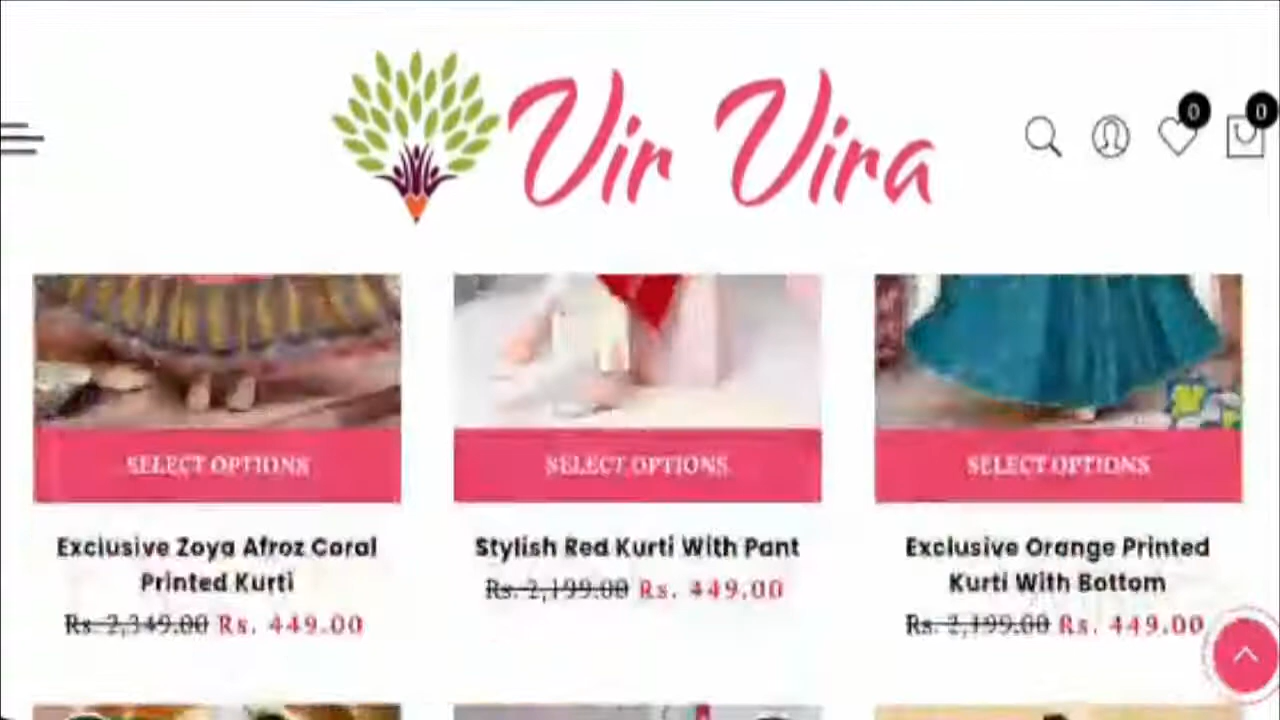 Vir Vira
0
0
SELECT OPTIONS
SELECT OPTIONS
SELECT OPTIONS
Exclusive Zoya Afroz Coral
Printed Kurti
Rs. 2,349.00 Rs. 449.00
Stylish Red Kurti With Pant
Rs. 2,199.00 Rs. 449.00
Exclusive Orange Printed
Kurti With Bottom
Rs. 2,199.00 Rs. 449.00